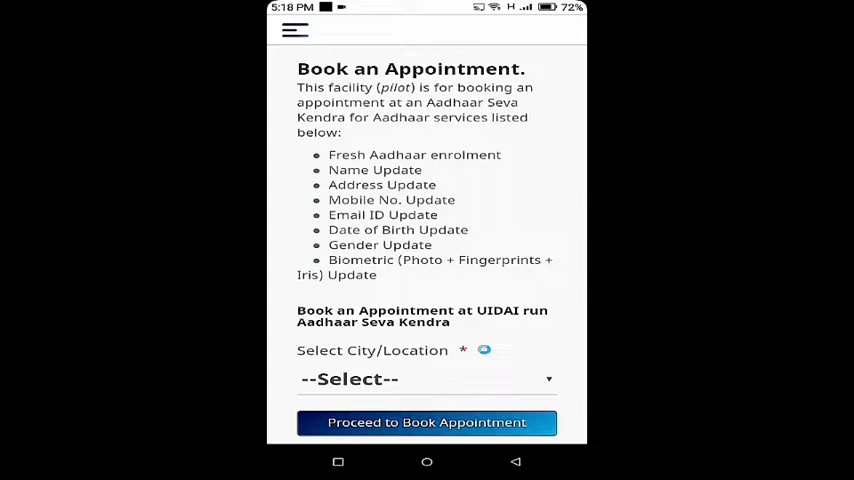 5:18 PM H 72%
Book an Appointment.
This facility (pilot) is for booking an
appointment at an Aadhaar Seva
Kendra for Aadhaar services listed
below:
Fresh Aadhaar enrolment
Name Update
Address Update
Mobile No. Update
Email ID Update
Date of Birth Update
Gender Update
Biometric (Photo + Fingerprints +
Iris) Update
Book an Appointment at UIDAI run
Aadhaar Seva Kendra
Select City/Location *
--Select--
Proceed to Book Appointment